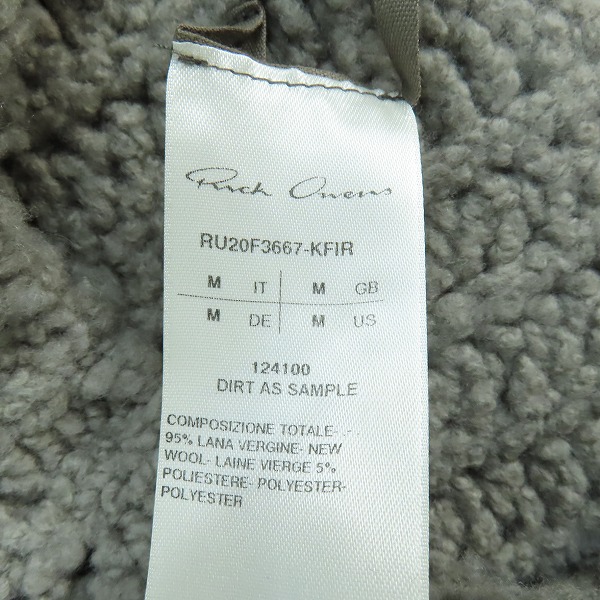 Rick Owens
RU20F3667-KFIR
M IT M GB
M DE M US
124100
DIRT AS SAMPLE
COMPOSIZIONE TOTALE- .- .
95% LANA VERGINE- NEW
WOOL- LAINE VIERGE 5%
POLIESTERE- POLYESTER-
POLYESTER